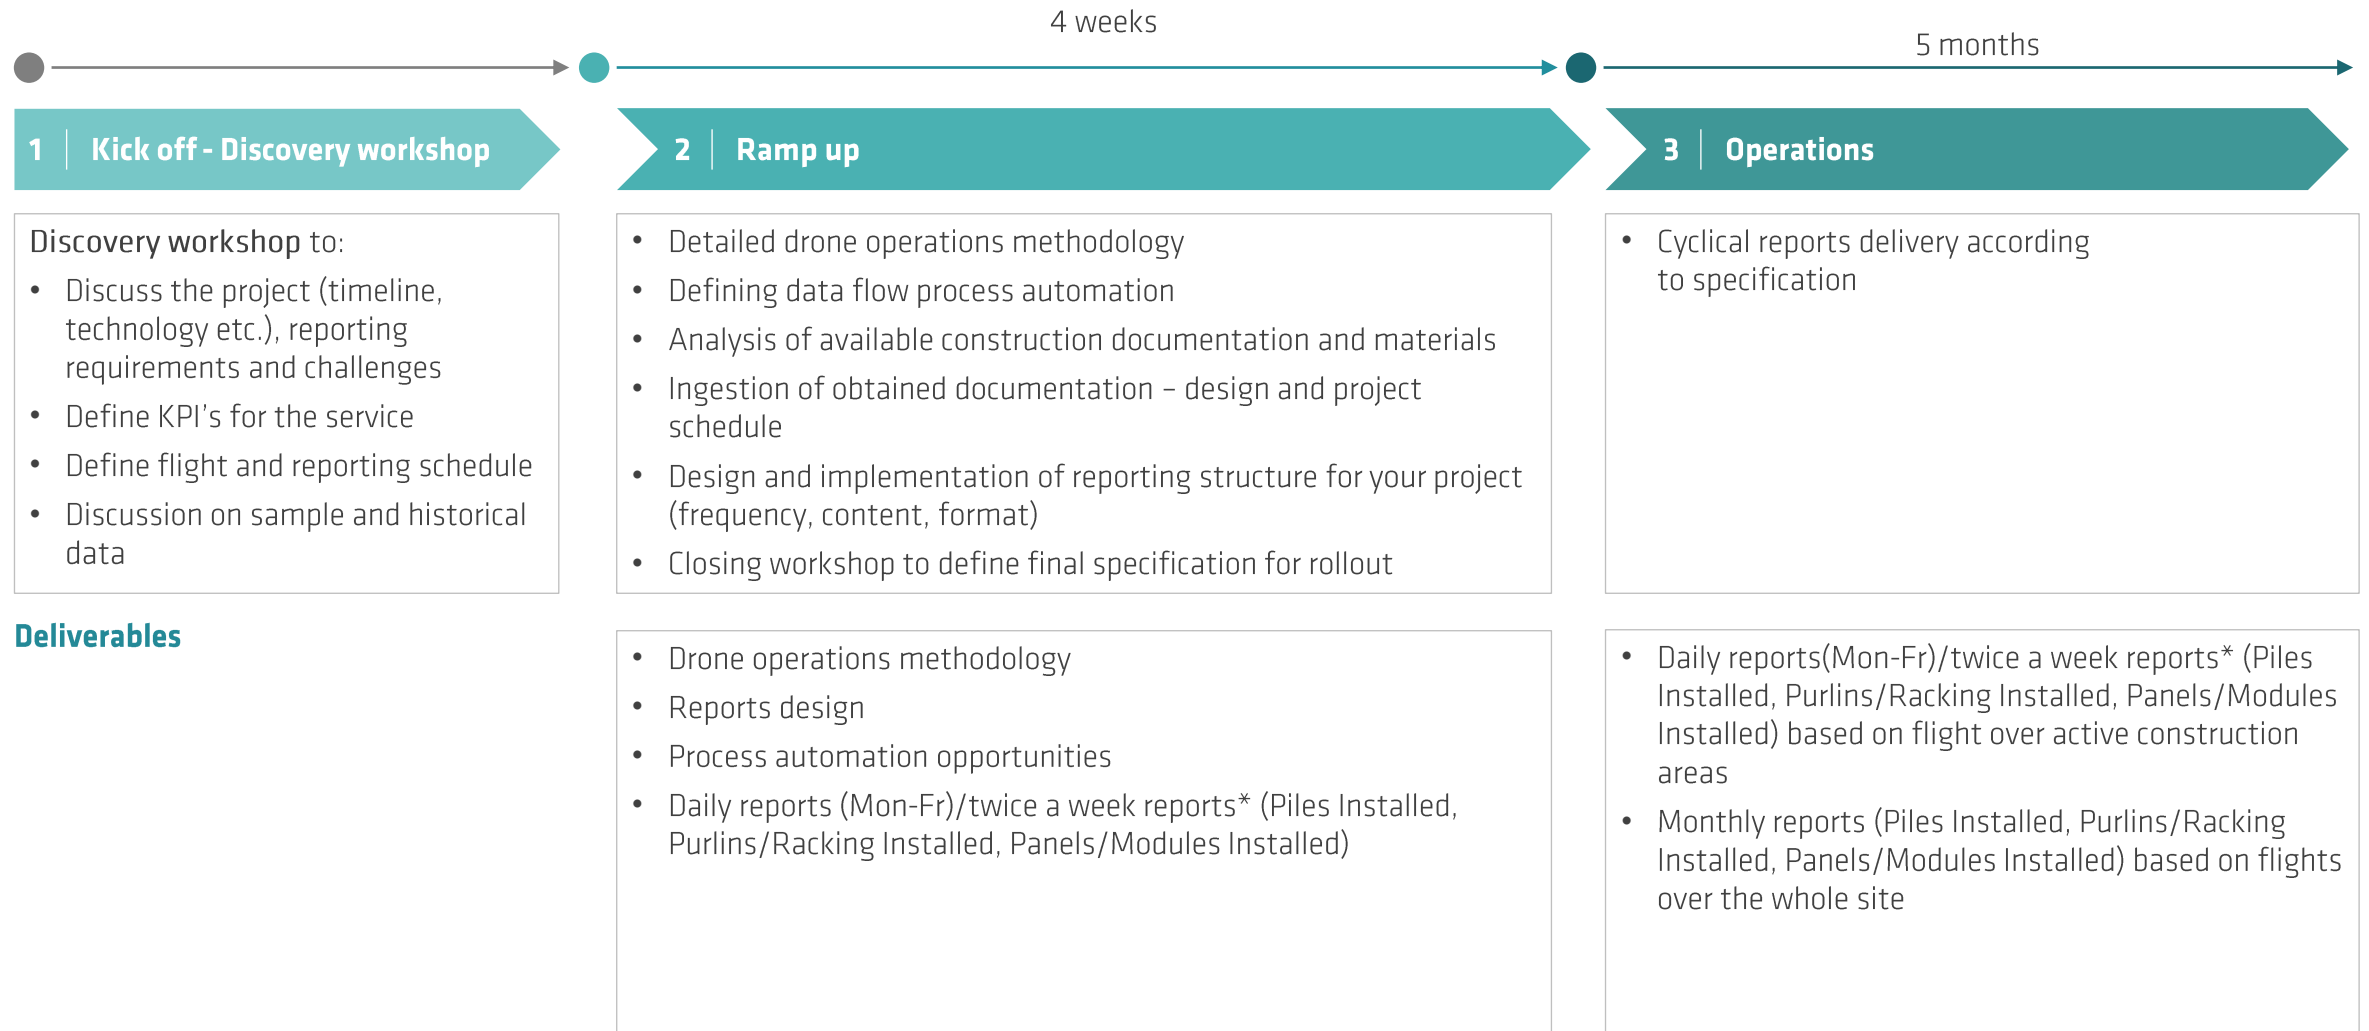 4 weeks
5 months
1 Kick off - Discovery workshop
2 Ramp up
3 Operations
Discovery workshop to:
• Discuss the project (timeline,
technology etc.), reporting
requirements and challenges
• Define KPI’s for the service
• Define flight and reporting schedule
• Discussion on sample and historical
data
• Detailed drone operations methodology
• Defining data flow process automation
• Analysis of available construction documentation and materials
• Ingestion of obtained documentation – design and project
schedule
• Design and implementation of reporting structure for your project
(frequency, content, format)
• Closing workshop to define final specification for rollout
• Cyclical reports delivery according
to specification
Deliverables
• Drone operations methodology
• Reports design
• Process automation opportunities
• Daily reports (Mon-Fr)/twice a week reports* (Piles Installed,
Purlins/Racking Installed, Panels/Modules Installed)
• Daily reports(Mon-Fr)/twice a week reports* (Piles
Installed, Purlins/Racking Installed, Panels/Modules
Installed) based on flight over active construction
areas
• Monthly reports (Piles Installed, Purlins/Racking
Installed, Panels/Modules Installed) based on flights
over the whole site